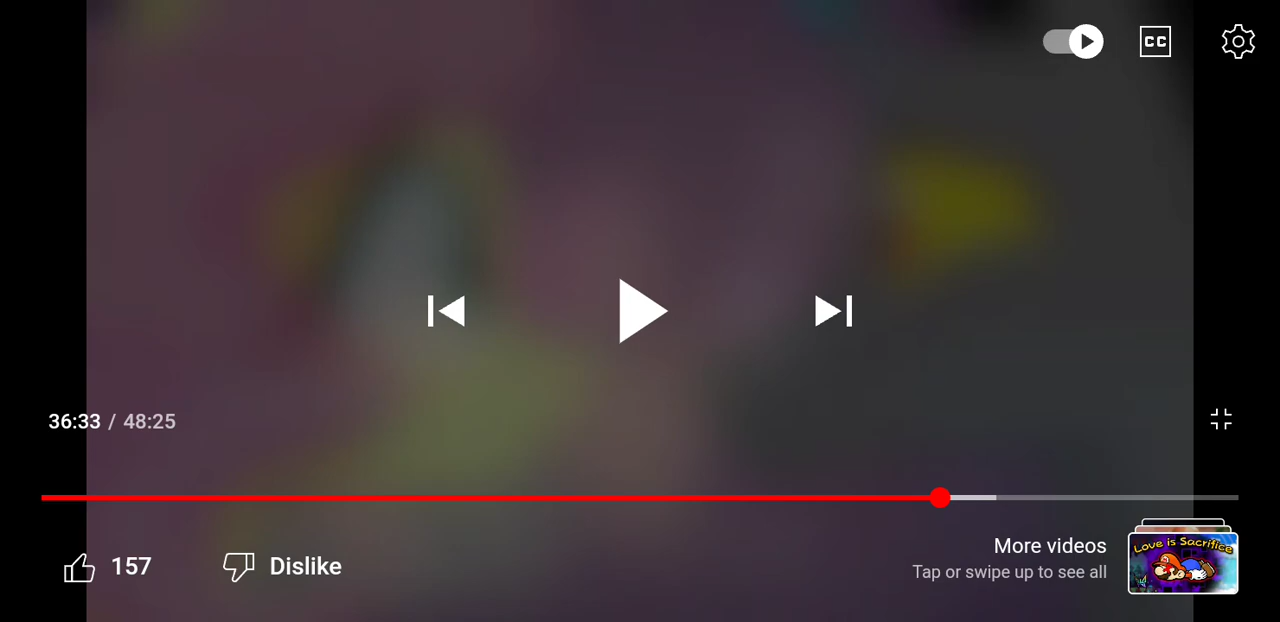 CC
36:33 / 48:25
157
Dislike
More videos
Tap or swipe up to see all
Love is Sacrifice